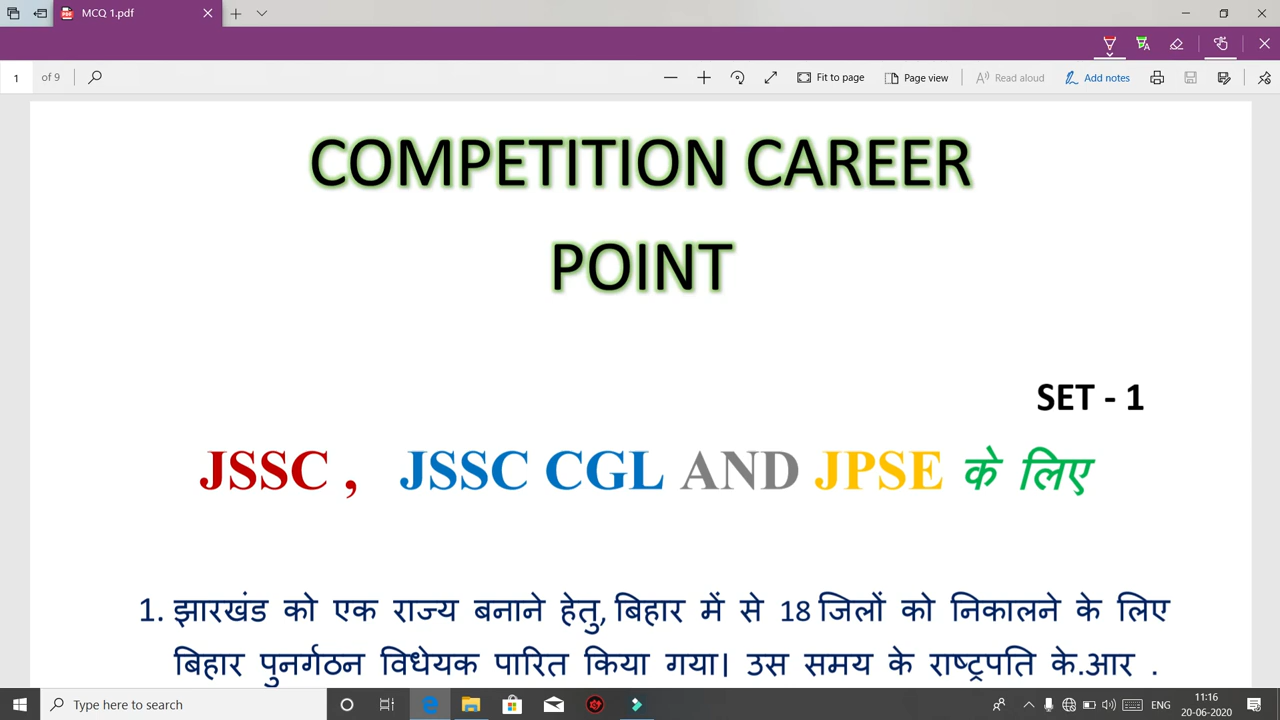 MCQ 1.pdf
1 of 9 Fit to page Page view Read aloud Add notes
COMPETITION CAREER
POINT
SET - 1
JSSC , JSSC CGL AND JPSE के लिए
1. झारखंड को एक राज्य बनाने हेतु, बिहार में से 18 जिलों को निकालने के लिए
बिहार पुनर्गठन विधेयक पारित किया गया। उस समय के राष्ट्रपति के.आर .
Type here to search
ENG
11:16
20-06-2020